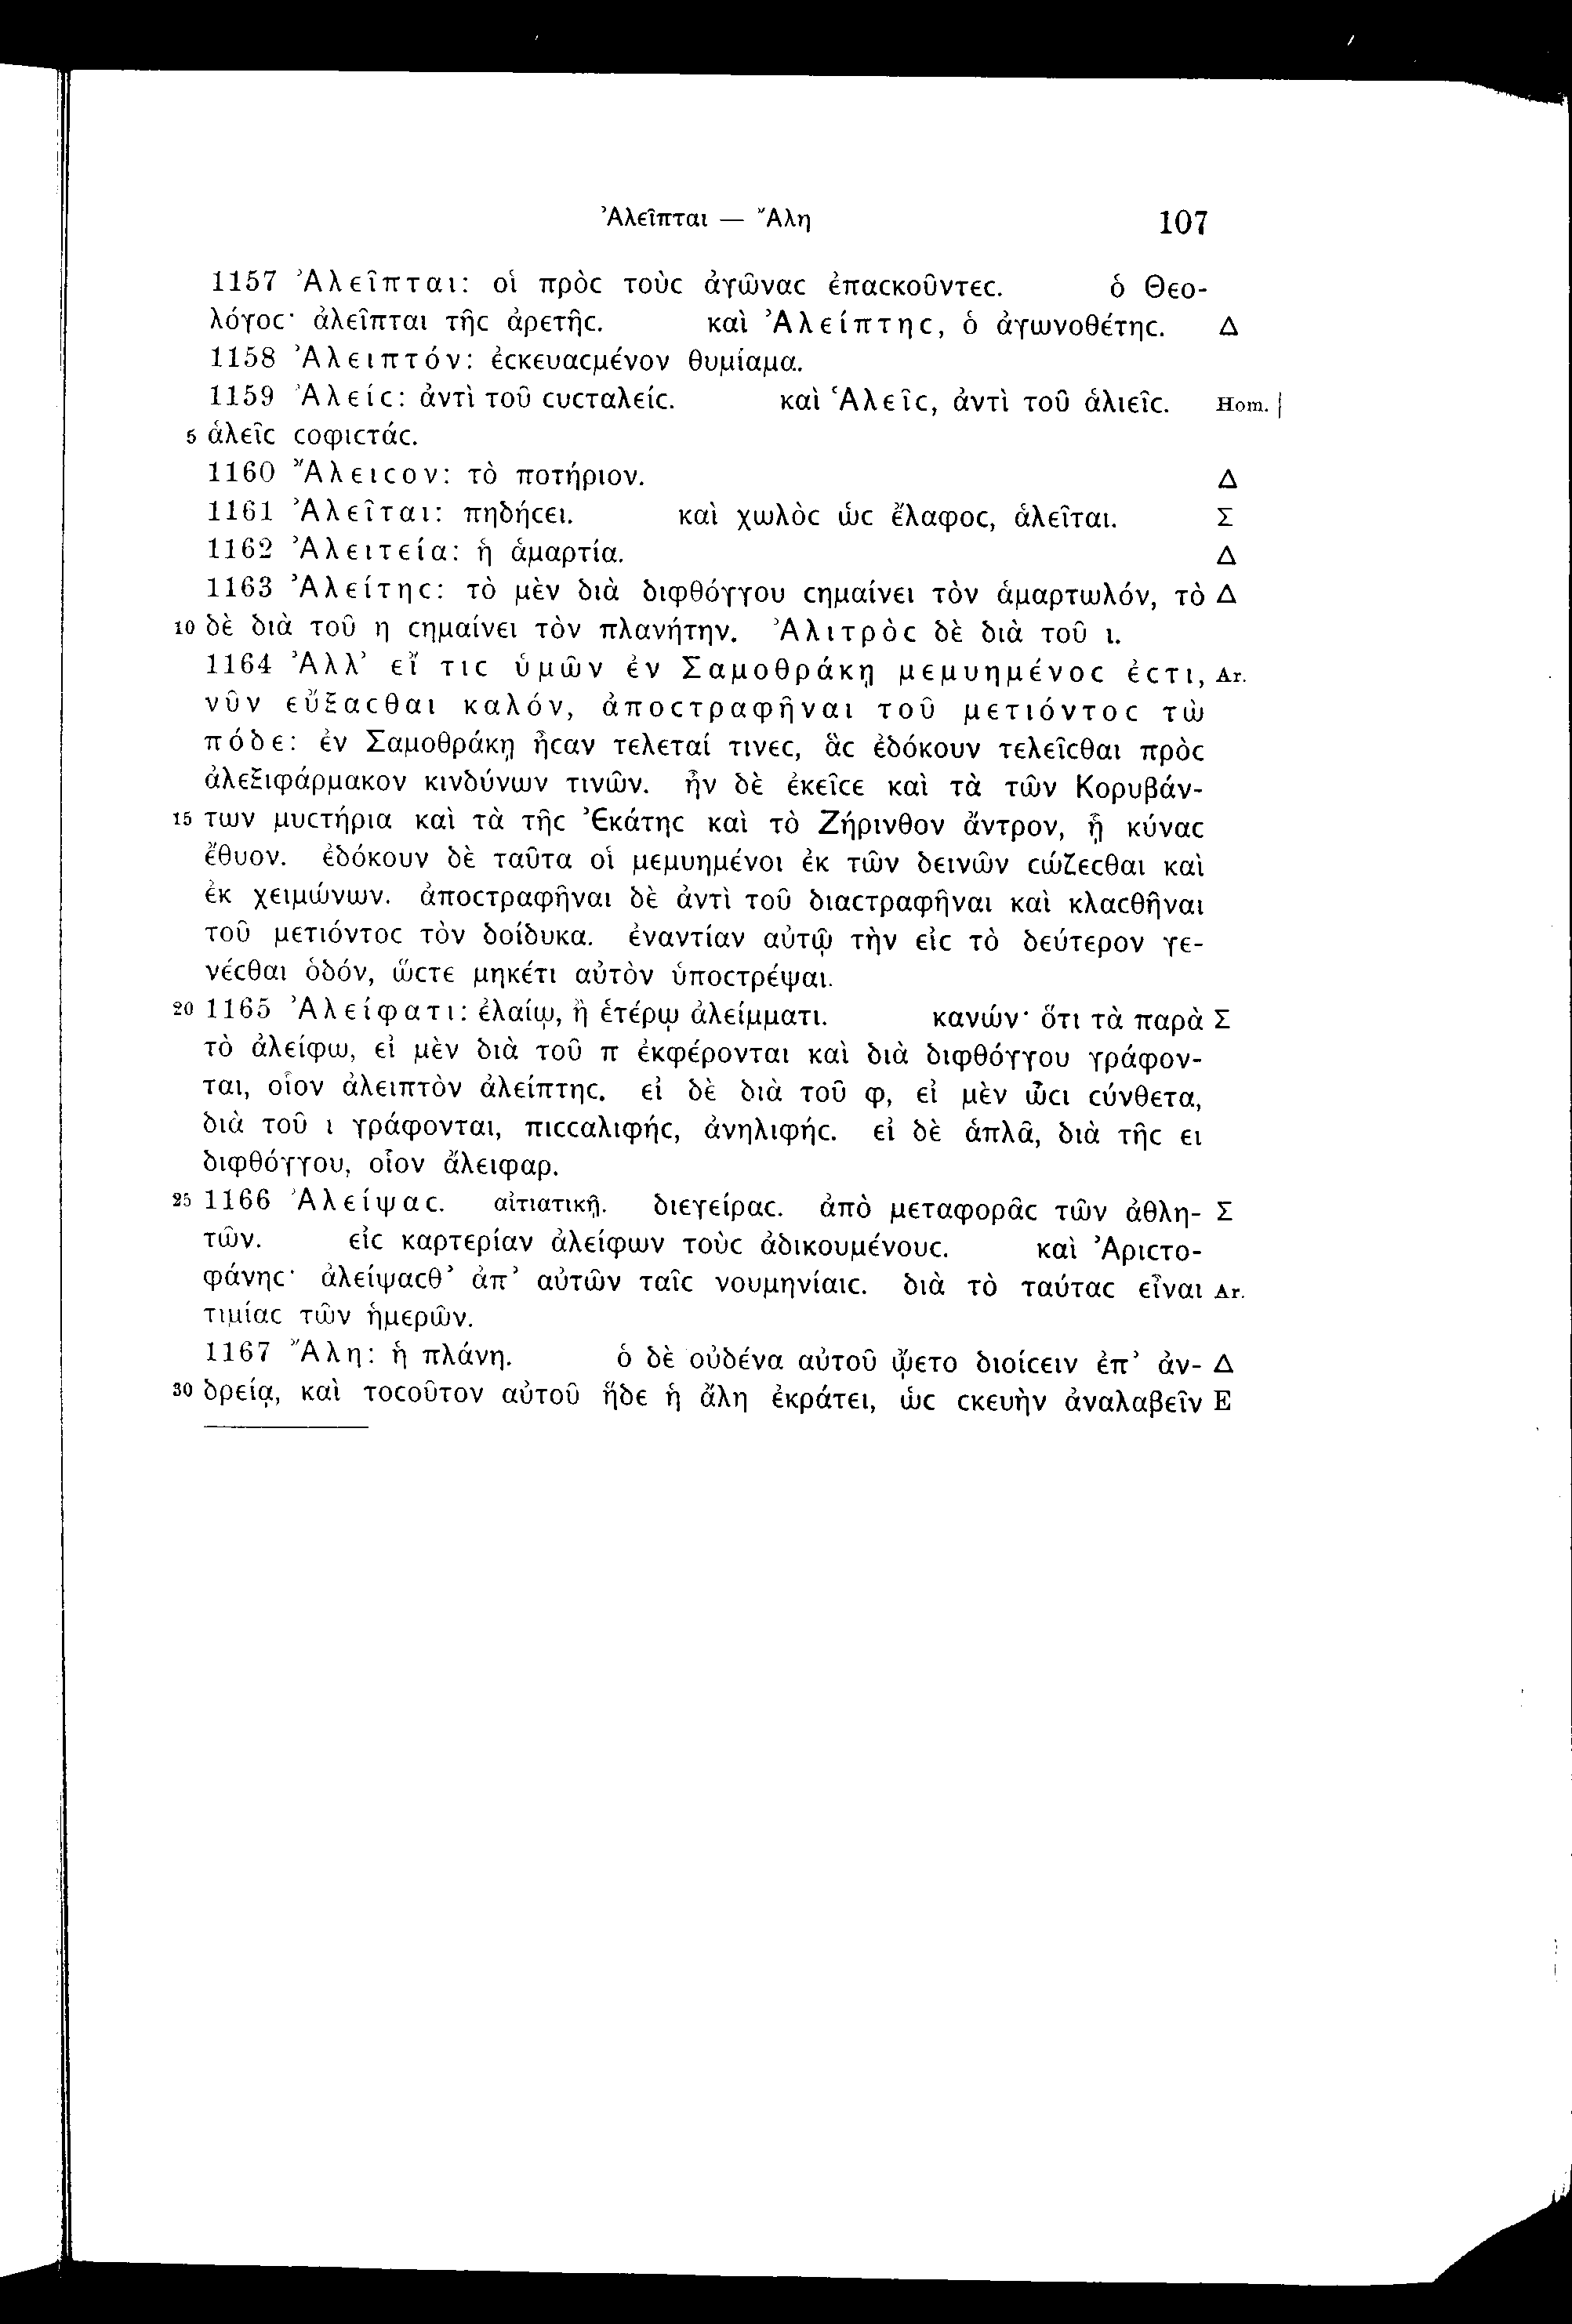 Ἀλεῖπται — Ἄλη 107
1157 Ἀλεῖπται: οἱ πρὸϲ τοὺϲ ἀγῶναϲ ἐπαϲκοῦντεϲ. ὁ Θεο-
λόγοϲ· ἀλεῖπται τῆϲ ἀρετῆϲ. καὶ Ἀλείπτηϲ, ὁ ἀγωνοθέτηϲ. Δ
1158 Ἀλειπτόν: ἐϲκευαϲμένον θυμίαμα.
1159 Ἀλείϲ: ἀντὶ τοῦ ϲυϲταλείϲ. καὶ Ἁλεῖϲ, ἀντὶ τοῦ ἁλιεῖϲ. Hom. |
5 ἁλεῖϲ ϲοφιϲτάϲ.
1160 Ἄλειϲον: τὸ ποτήριον. Δ
1161 Ἀλεῖται: πηδήϲει. καὶ χωλὸϲ ὡϲ ἔλαφοϲ, ἁλεῖται. Σ
1162 Ἀλειτεία: ἡ ἁμαρτία. Δ
1163 Ἀλείτηϲ: τὸ μὲν διὰ διφθόγγου ϲημαίνει τὸν ἁμαρτωλόν, τὸ Δ
10 δὲ διὰ τοῦ η ϲημαίνει τὸν πλανήτην. Ἀλιτρὸϲ δὲ διὰ τοῦ ι.
1164 Ἀλλ’ εἴ τιϲ ὑμῶν ἐν Σαμοθράκῃ μεμυημένοϲ ἐϲτι, Ar.
νῦν εὔξαϲθαι καλόν, ἀποϲτραφῆναι τοῦ μετιόντοϲ τὼ
πόδε: ἐν Σαμοθράκῃ ἦϲαν τελεταί τινεϲ, ἃϲ ἐδόκουν τελεῖϲθαι πρὸϲ
ἀλεξιφάρμακον κινδύνων τινῶν. ἦν δὲ ἐκεῖϲε καὶ τὰ τῶν Κορυβάν-
15 των μυϲτήρια καὶ τὰ τῆϲ Ἑκάτηϲ καὶ τὸ Ζήρινθον ἄντρον, ᾗ κύναϲ
ἔθυον. ἐδόκουν δὲ ταῦτα οἱ μεμυημένοι ἐκ τῶν δεινῶν ϲώζεϲθαι καὶ
ἐκ χειμώνων. ἀποϲτραφῆναι δὲ ἀντὶ τοῦ διαϲτραφῆναι καὶ κλαϲθῆναι
τοῦ μετιόντοϲ τὸν δοίδυκα. ἐναντίαν αὐτῷ τὴν εἰϲ τὸ δεύτερον γε-
νέϲθαι ὁδόν, ὥϲτε μηκέτι αὐτὸν ὑποϲτρέψαι.
20 1165 Ἀλείφατι: ἐλαίῳ, ἢ ἑτέρῳ ἀλείμματι. κανών· ὅτι τὰ παρὰ Σ
τὸ ἀλείφω, εἰ μὲν διὰ τοῦ π ἐκφέρονται καὶ διὰ διφθόγγου γράφον-
ται, οἷον ἀλειπτὸν ἀλείπτηϲ. εἰ δὲ διὰ τοῦ φ, εἰ μὲν ὦϲι ϲύνθετα,
διὰ τοῦ ι γράφονται, πιϲϲαλιφήϲ, ἀνηλιφήϲ. εἰ δὲ ἁπλᾶ, διὰ τῆϲ ει
διφθόγγου, οἷον ἄλειφαρ.
25 1166 Ἀλείψαϲ. αἰτιατικῇ. διεγείραϲ. ἀπὸ μεταφορᾶϲ τῶν ἀθλη- Σ
τῶν. εἰϲ καρτερίαν ἀλείφων τοὺϲ ἀδικουμένουϲ. καὶ Ἀριϲτο-
φάνηϲ· ἀλείψαϲθ’ ἀπ’ αὐτῶν ταῖϲ νουμηνίαιϲ. διὰ τὸ ταύταϲ εἶναι Ar.
τιμίαϲ τῶν ἡμερῶν.
1167 Ἄλη: ἡ πλάνη. ὁ δὲ οὐδένα αὐτοῦ ᾤετο διοίϲειν ἐπ’ ἀν- Δ
30 δρείᾳ, καὶ τοϲοῦτον αὐτοῦ ἥδε ἡ ἄλη ἐκράτει, ὡϲ ϲκευὴν ἀναλαβεῖν E